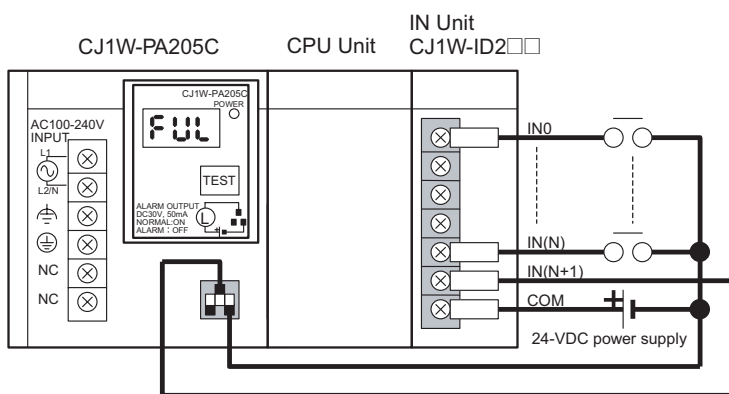 IN Unit
CJ1W-PA205C CPU Unit CJ1W-ID2□□
CJ1W-PA205C
POWER
FUL
AC100-240V
INPUT
L1
L2/N
TEST
ALARM OUTPUT
DC30V, 50mA
NORMAL:ON
ALARM : OFF
L
+
NC
NC
IN0
IN(N)
IN(N+1)
COM
+
24-VDC power supply